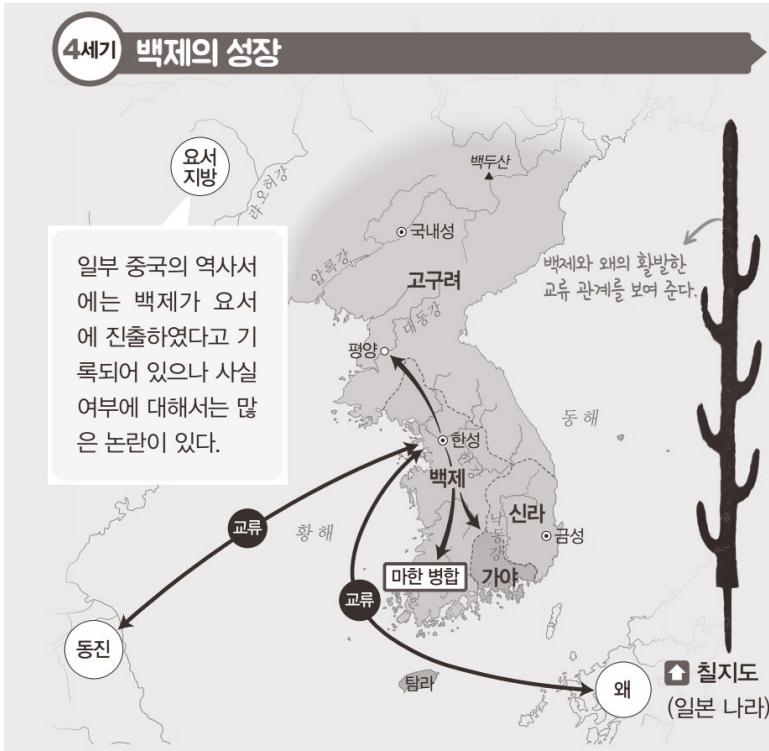 4세기 백제의 성장
요서
지방
랴오허강
백두산
국내성
압록강
고구려
대동강
평양
일부 중국의 역사서
에는 백제가 요서
에 진출하였다고 기
록되어 있으나 사실
여부에 대해서는 많
은 논란이 있다.
백제와 왜의 활발한
교류 관계를 보여 준다.
동해
한성
한강
백제
신라
낙동강
금성
황해
교류
마한 병합
가야
교류
동진
탐라
왜
칠지도
(일본 나라)